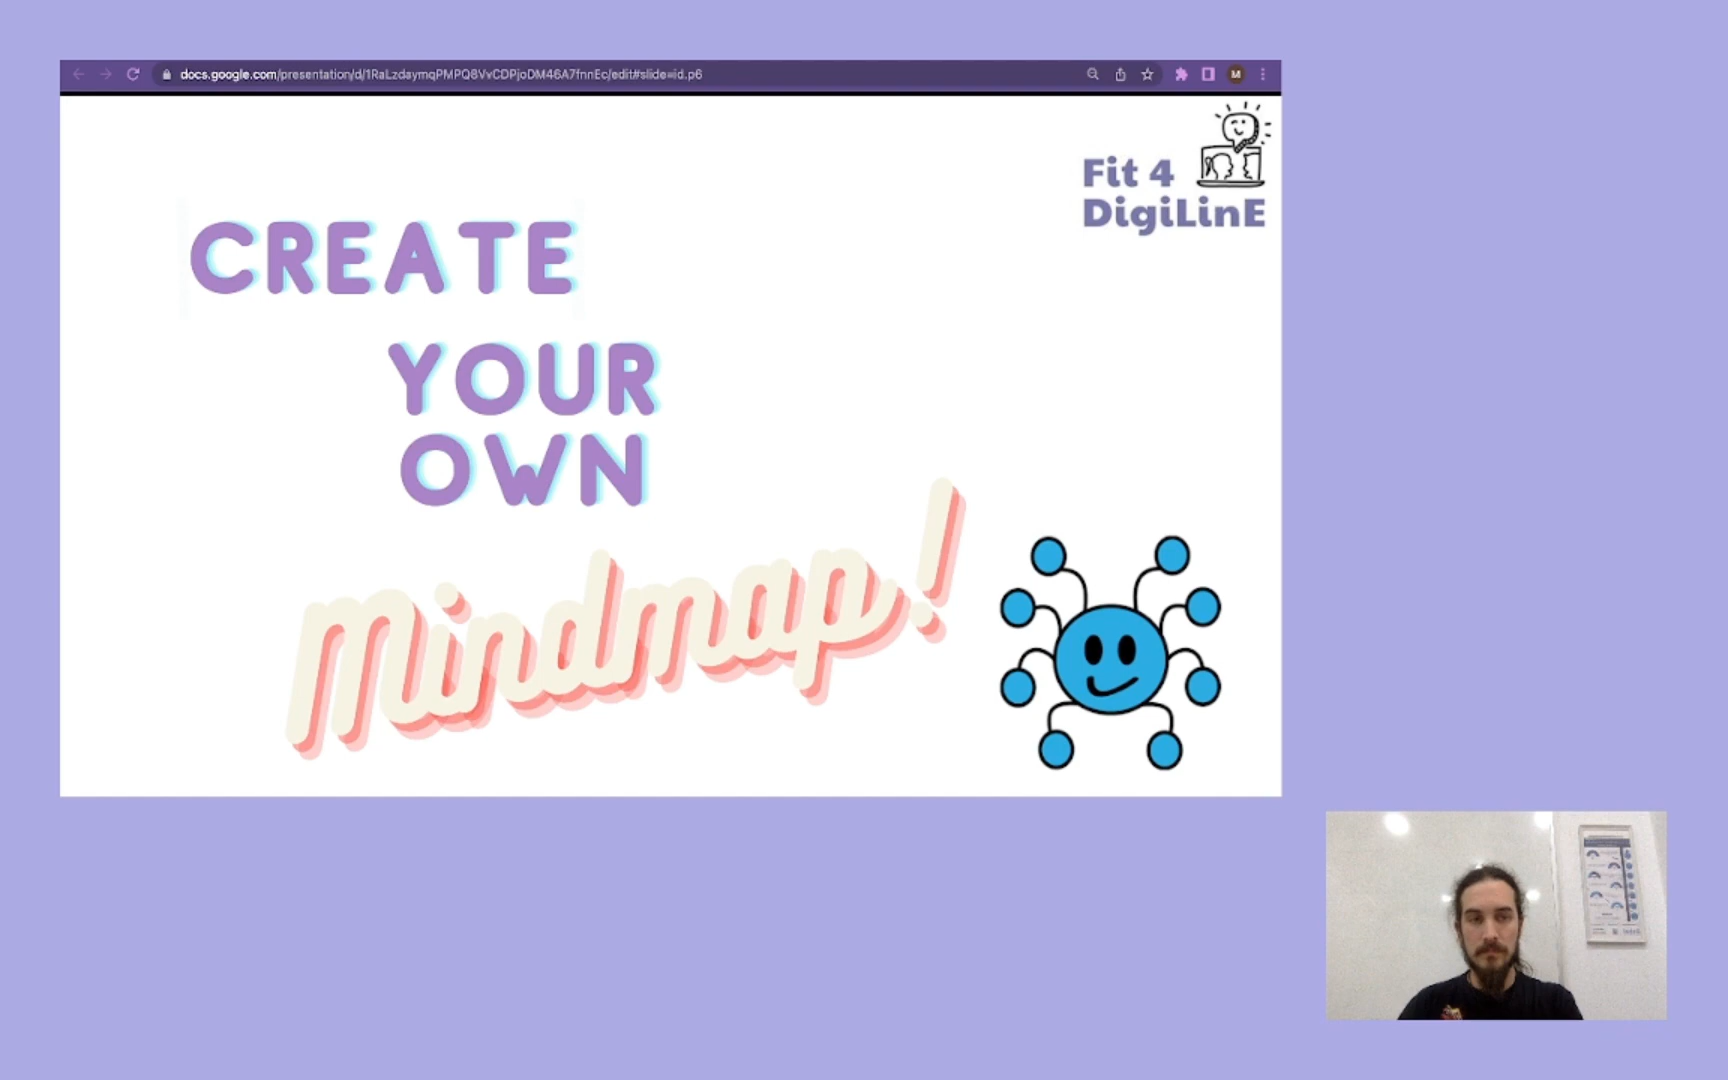 docs.google.com/presentation/d/1RaLzdaymqPMPQ8VvCDPjoDM46A7fnnEc/edit#slide=id.p6
M
Fit 4
DigiLinE
CREATE
YOUR
OWN
Mindmap!